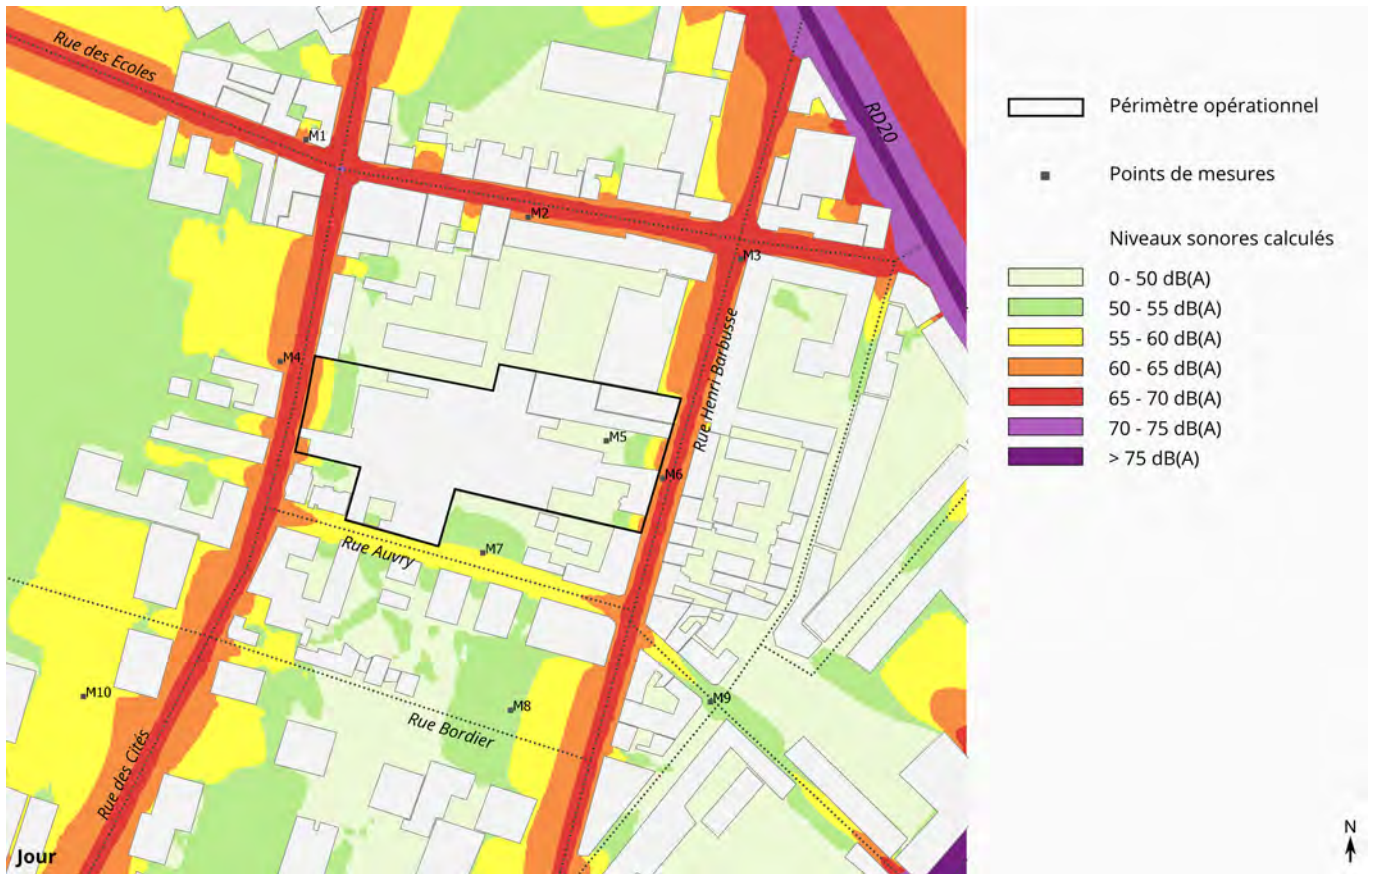 Rue des Ecoles
RD20
M1
M2
M3
Rue Henri Barbusse
M4
M5
M6
Rue Auvry
M7
M10
M8
M9
Rue Bordier
Rue des Cités
Jour
Périmètre opérationnel
Points de mesures
Niveaux sonores calculés
0 - 50 dB(A)
50 - 55 dB(A)
55 - 60 dB(A)
60 - 65 dB(A)
65 - 70 dB(A)
70 - 75 dB(A)
> 75 dB(A)
N